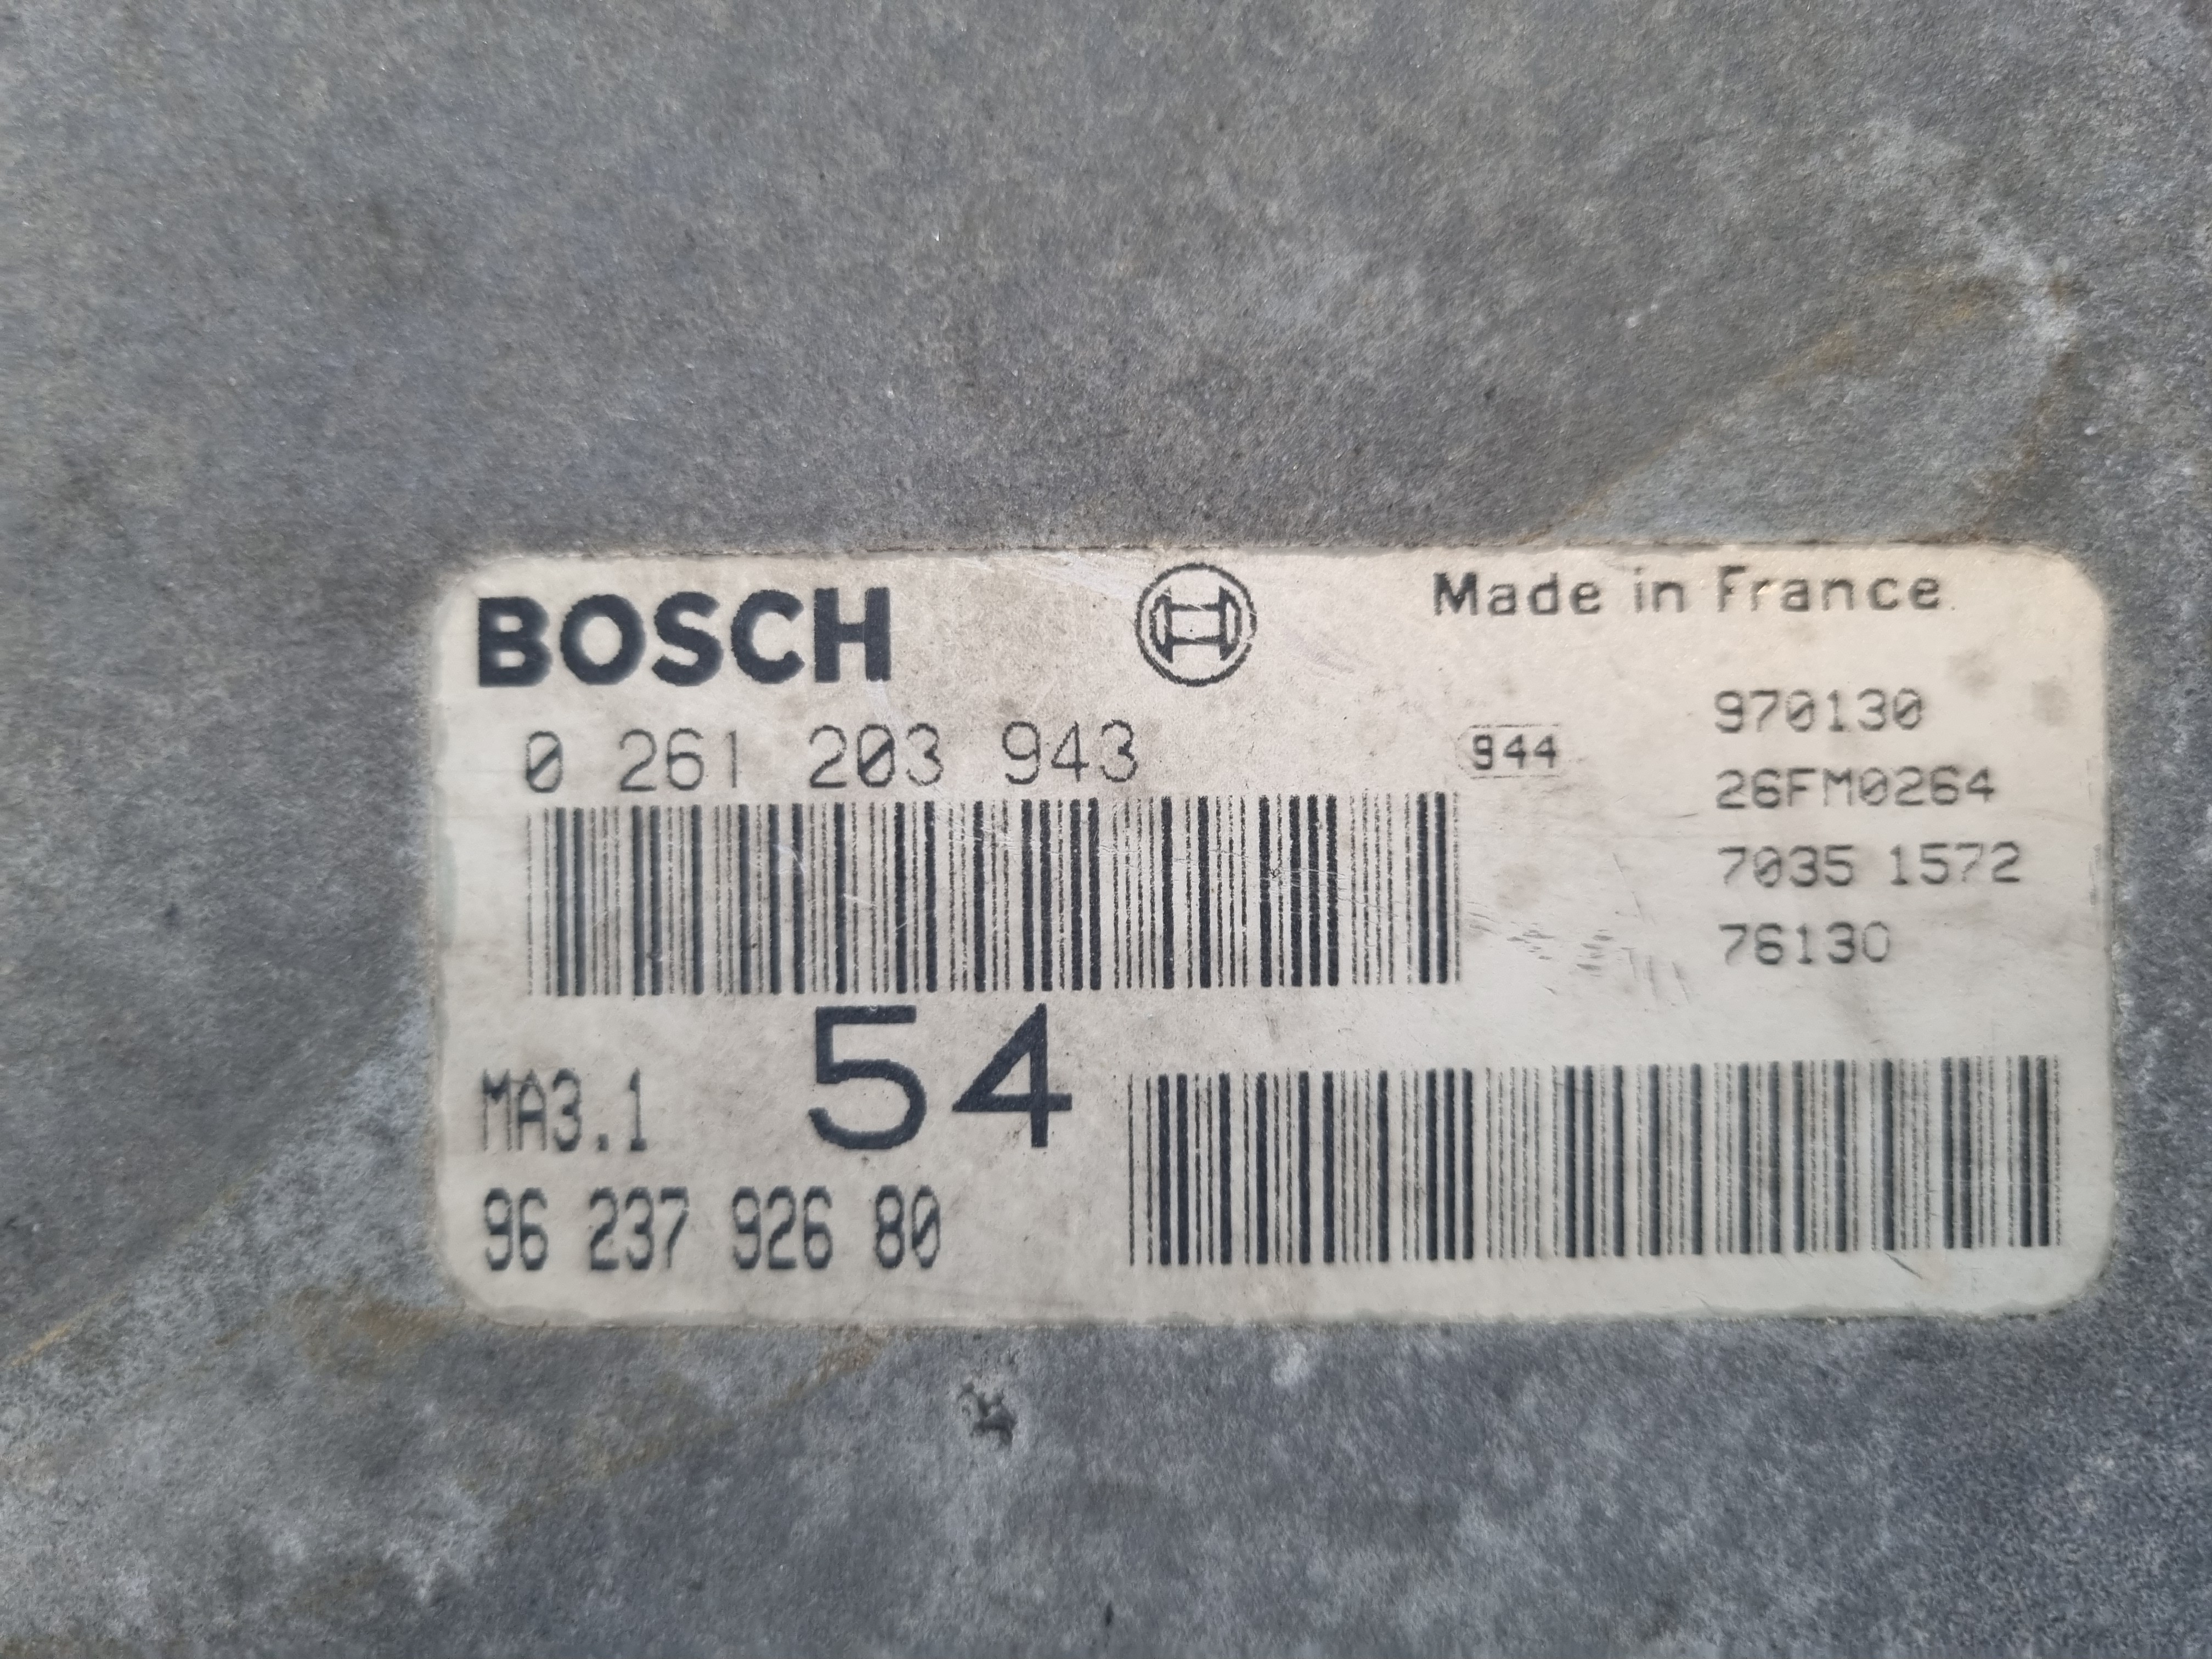 BOSCH
Made in France
0 261 203 943
944
970130
26FM0264
7035 1572
76130
MA3.1
54
96 237 926 80